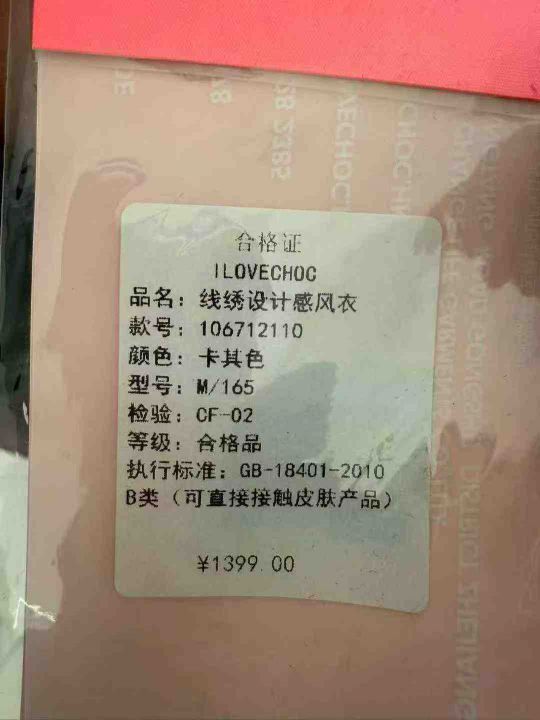 合格证
ILOVECHOC
品名：线绣设计感风衣
款号：106712110
颜色：卡其色
型号：M/165
检验：CF-02
等级：合格品
执行标准：GB-18401-2010
B类（可直接接触皮肤产品）
¥1399.00